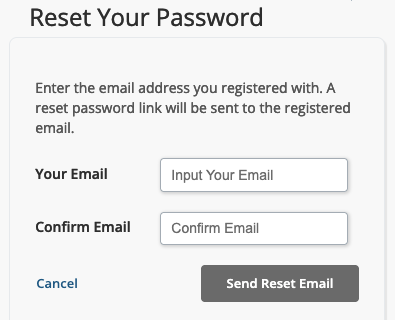 Reset Your Password
Enter the email address you registered with. A
reset password link will be sent to the registered
email.
Your Email
Input Your Email
Confirm Email
Confirm Email
Cancel
Send Reset Email